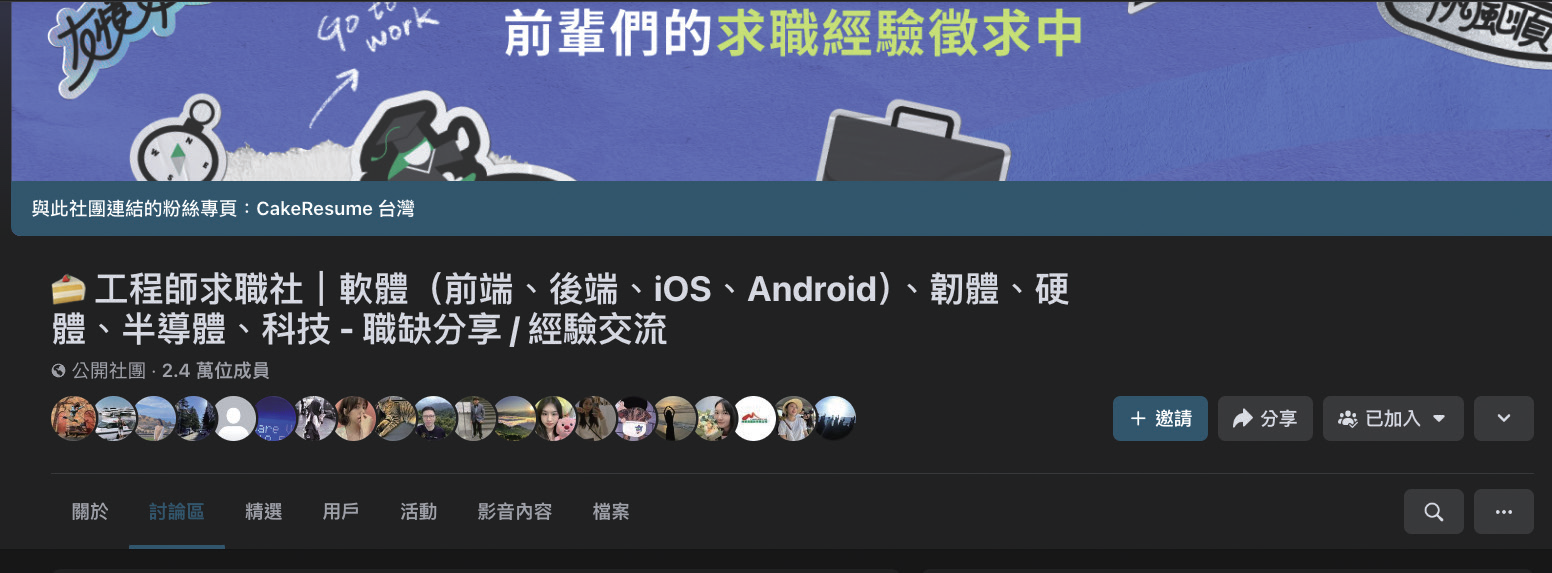 Go to
work
前輩們的求職經驗徵求中
與此社團連結的粉絲專頁：CakeResume 台灣
工程師求職社｜軟體（前端、後端、iOS、Android）、韌體、硬
體、半導體、科技 - 職缺分享 / 經驗交流
公開社團 · 2.4 萬位成員
邀請
分享
已加入
關於
討論區
精選
用戶
活動
影音內容
檔案